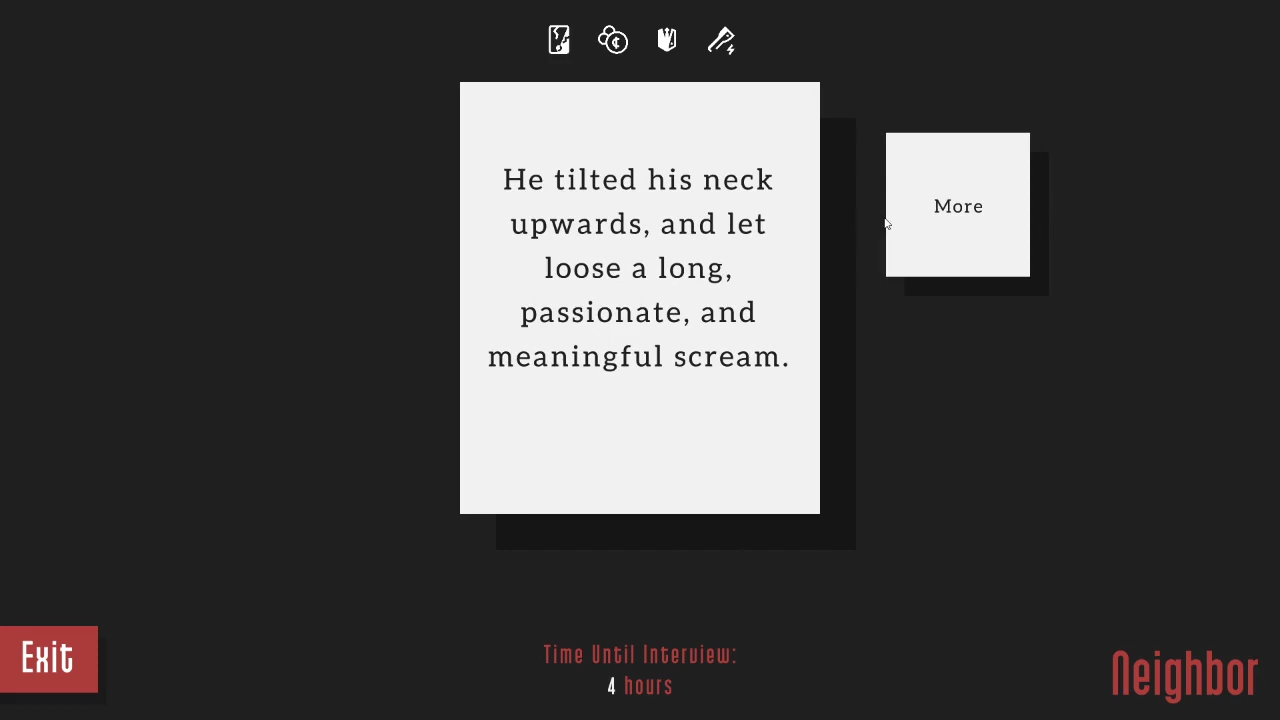 He tilted his neck
upwards, and let
loose a long,
passionate, and
meaningful scream.
More
Exit
Time Until Interview:
4 hours
Neighbor